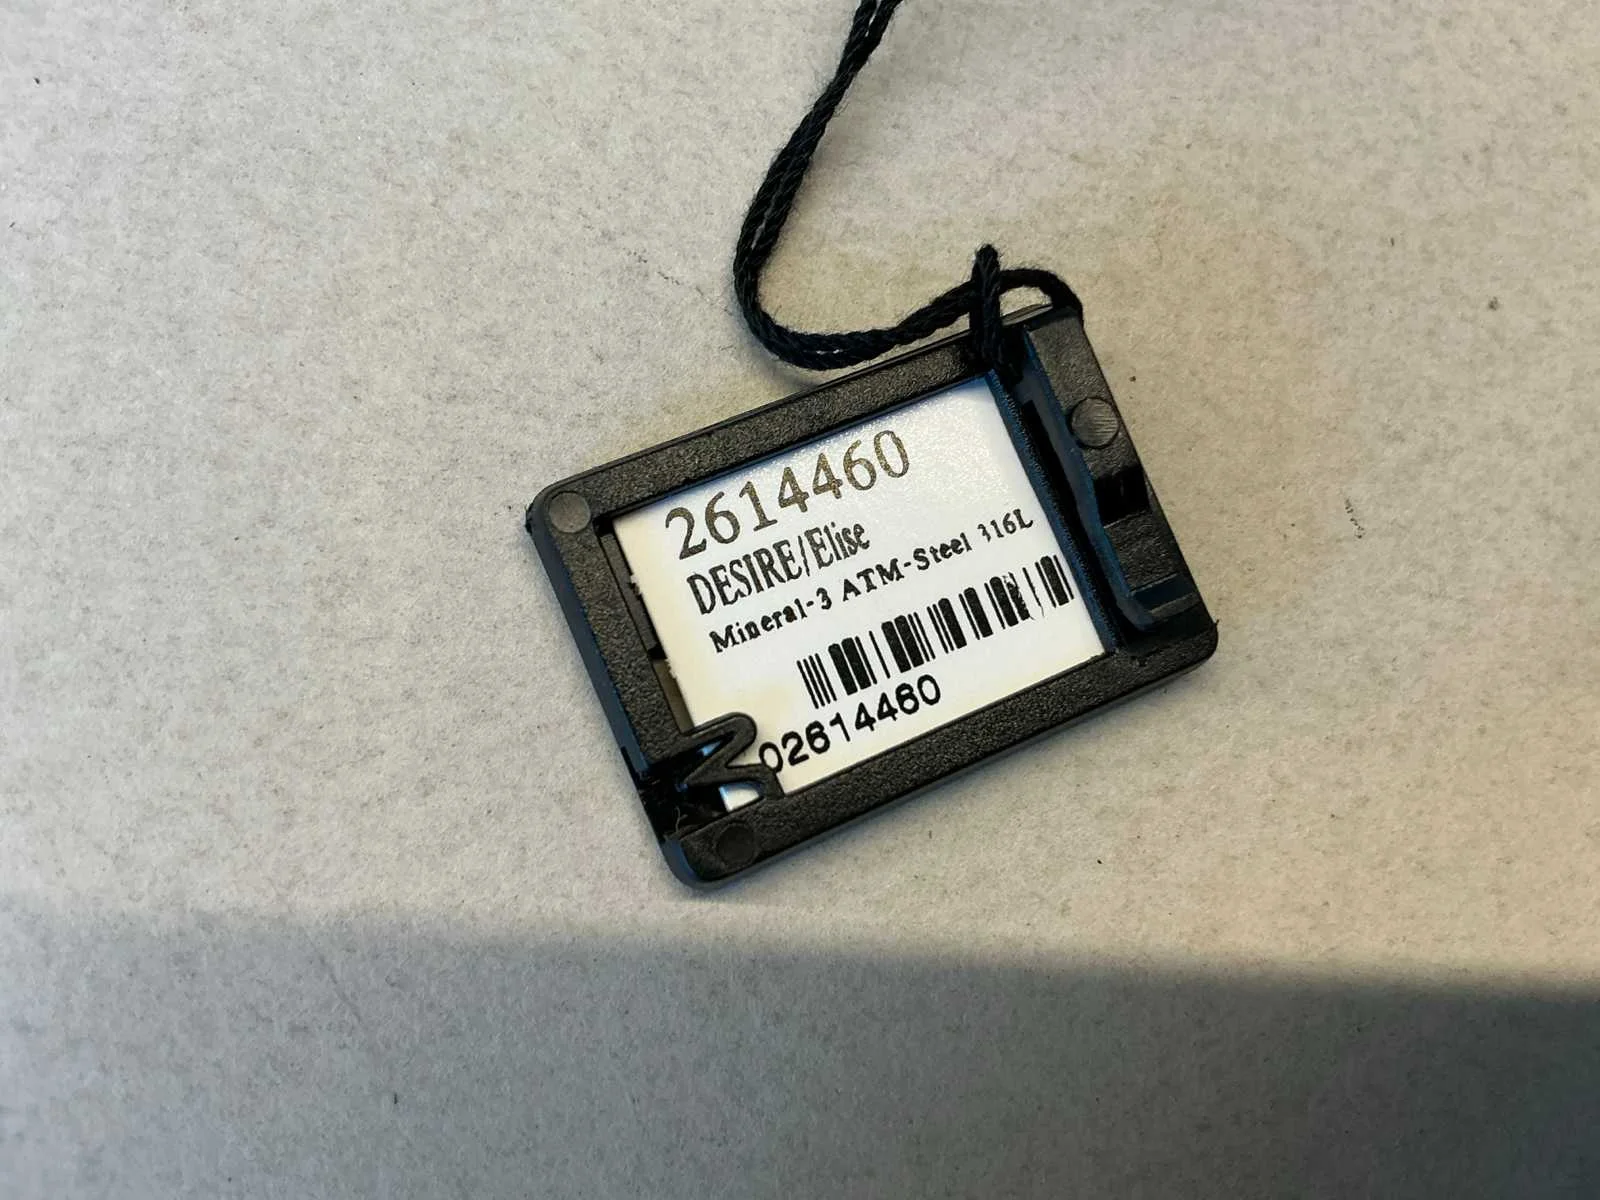 2614460
DESIRE/Elise
Mineral-3 ATM-Steel 316L
02614460